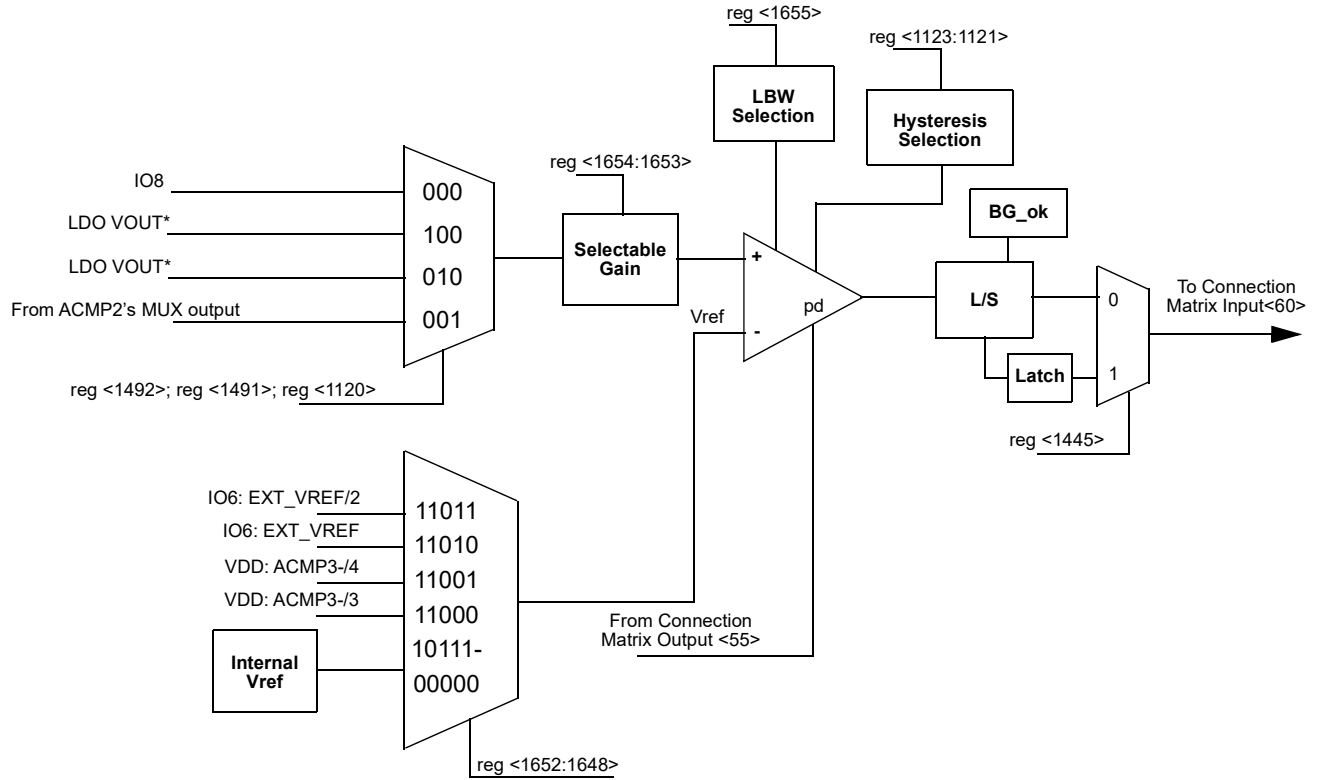 reg <1655>
reg <1123:1121>
LBW
Selection
Hysteresis
Selection
reg <1654:1653>
IO8
000
LDO VOUT*
100
LDO VOUT*
010
From ACMP2's MUX output
001
Selectable
Gain
+
-
pd
Vref
BG_ok
L/S
Latch
0
1
To Connection
Matrix Input<60>
reg <1492>; reg <1491>; reg <1120>
reg <1445>
IO6: EXT_VREF/2
11011
IO6: EXT_VREF
11010
VDD: ACMP3-/4
11001
VDD: ACMP3-/3
11000
10111-
00000
Internal
Vref
From Connection
Matrix Output <55>
reg <1652:1648>